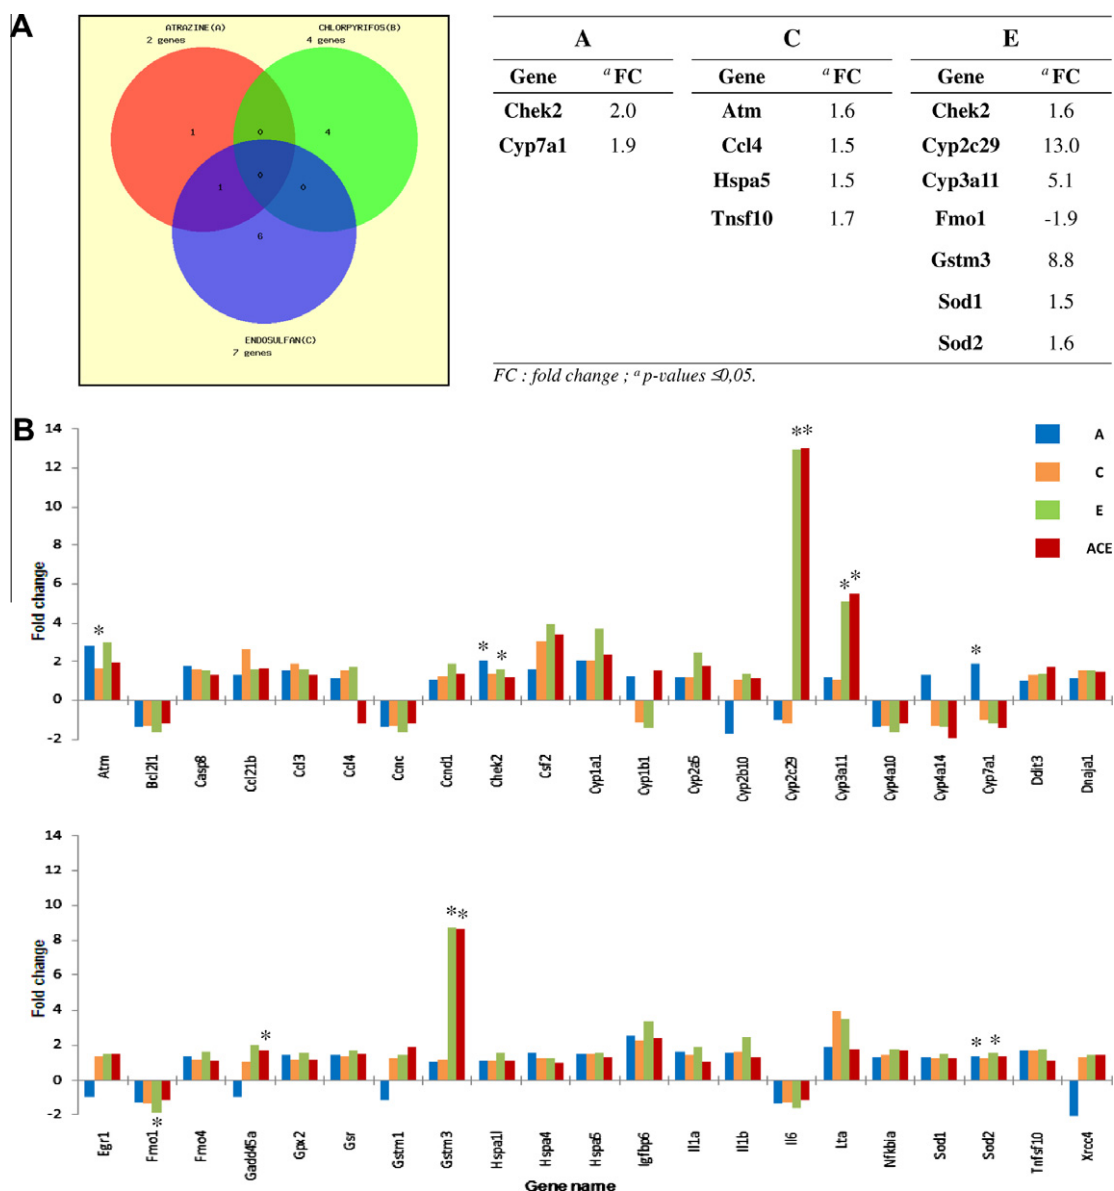 A
ATRAZINE(A)
2 genes
CHLORPYRIFOS(B)
4 genes
1
0
4
0
1
0
6
ENDOSULFAN(C)
7 genes
A C E
Gene ª FC Gene ª FC Gene ª FC
Chek2 2.0 Atm 1.6 Chek2 1.6
Cyp7a1 1.9 Ccl4 1.5 Cyp2c29 13.0
Hspa5 1.5 Cyp3a11 5.1
Tnsf10 1.7 Fmo1 -1.9
Gstm3 8.8
Sod1 1.5
Sod2 1.6
FC : fold change ; ª p-values ≤0,05.
B
Fold change
14
12
10
8
6
4
2
0
-2
* * * ** * * *
A
C
E
ACE
Atm Bcl2l1 Casp8 Ccl21b Ccl3 Ccl4 Ccnc Ccnd1 Chek2 Csf2 Cyp1a1 Cyp1b1 Cyp2a5 Cyp2b10 Cyp2c29 Cyp3a11 Cyp4a10 Cyp4a14 Cyp7a1 Ddit3 Dnaja1
Fold change
14
12
10
8
6
4
2
0
-2
* * ** * *
Egr1 Fmo1 Fmo4 Gadd45a Gpx2 Gsr Gstm1 Gstm3 Hspa1l Hspa4 Hspa5 Igfbp6 Il1a Il1b Il6 Lta Nfkbia Sod1 Sod2 Tnfsf10 Xrcc4
Gene name